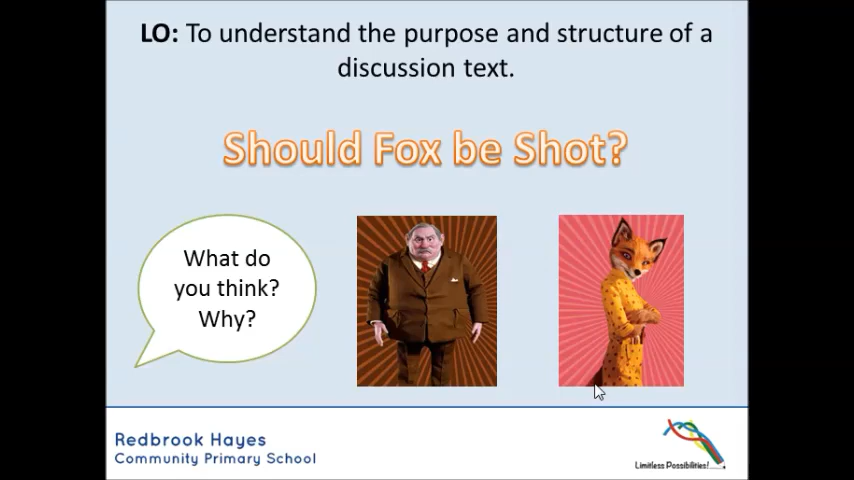 LO: To understand the purpose and structure of a
discussion text.
Should Fox be Shot?
What do
you think?
Why?
Redbrook Hayes
Community Primary School
Limitless Possibilities!